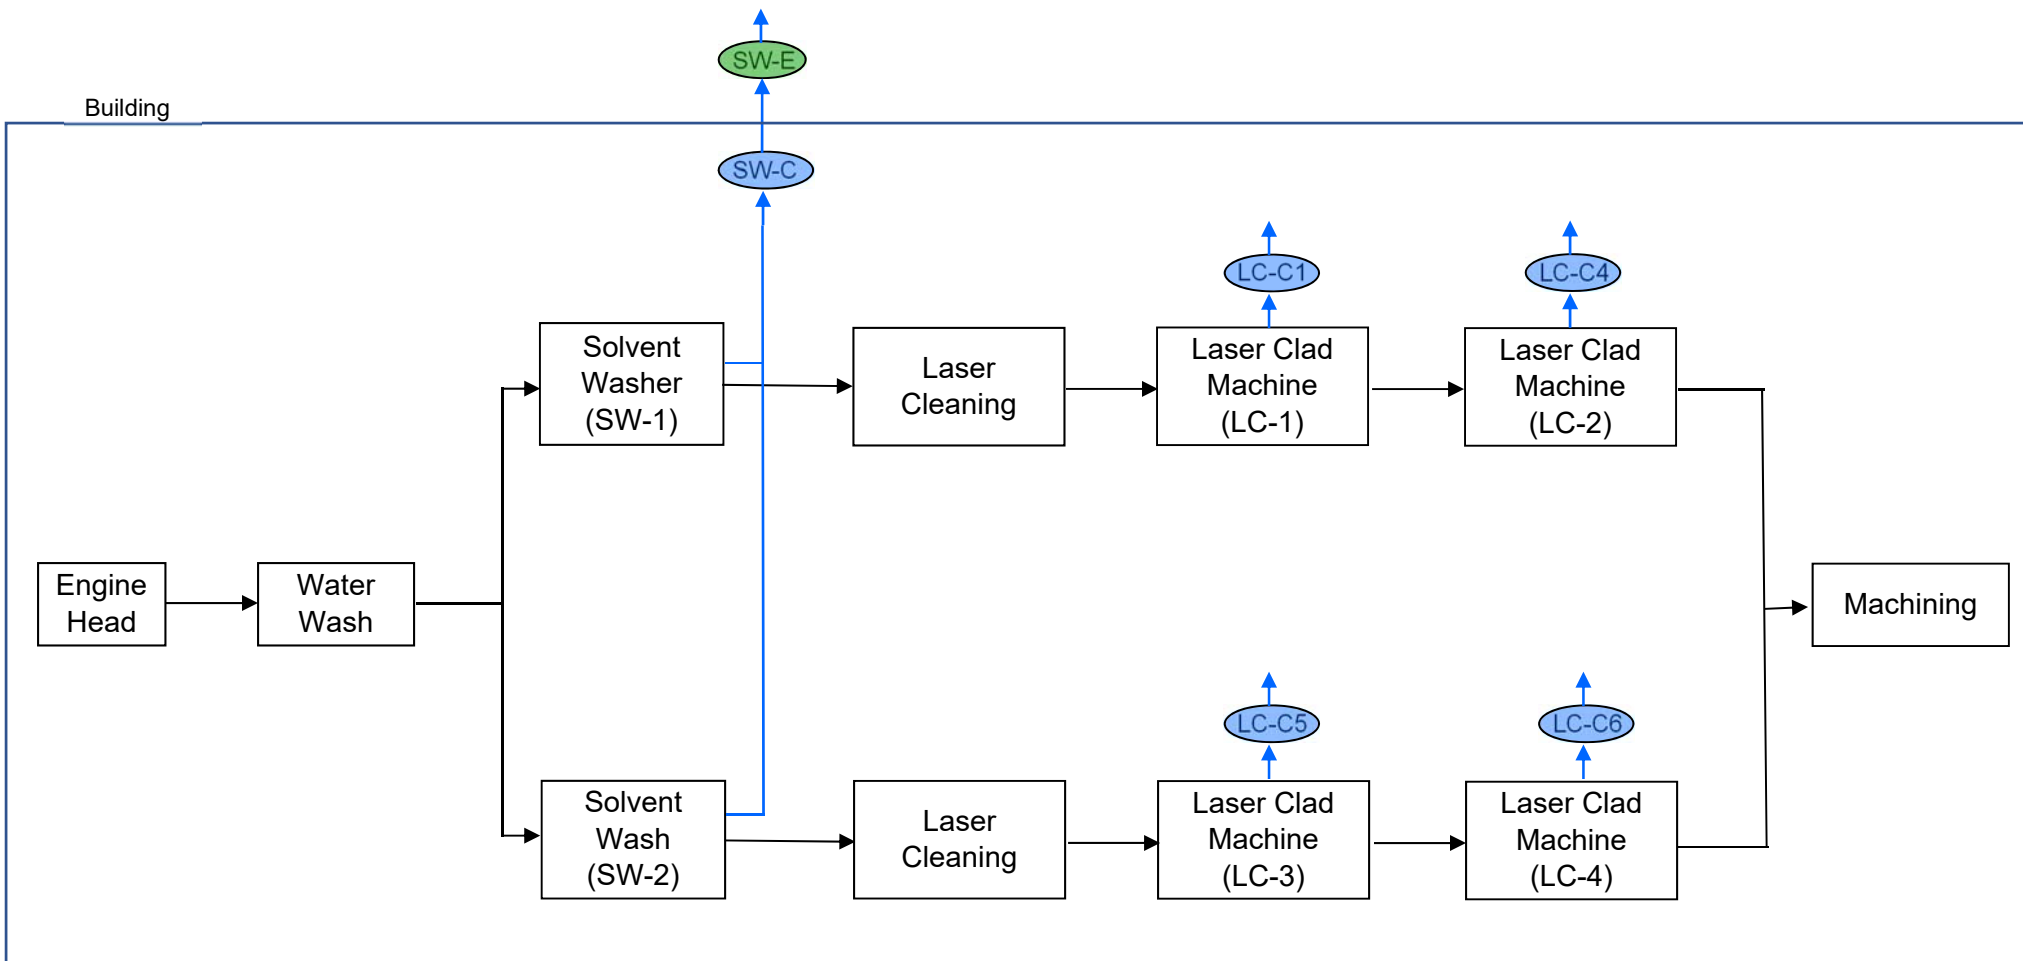 SW-E
Building
SW-C
LC-C1
LC-C4
Solvent
Washer
(SW-1)
Laser
Cleaning
Laser Clad
Machine
(LC-1)
Laser Clad
Machine
(LC-2)
Engine
Head
Water
Wash
Machining
LC-C5
LC-C6
Solvent
Wash
(SW-2)
Laser
Cleaning
Laser Clad
Machine
(LC-3)
Laser Clad
Machine
(LC-4)